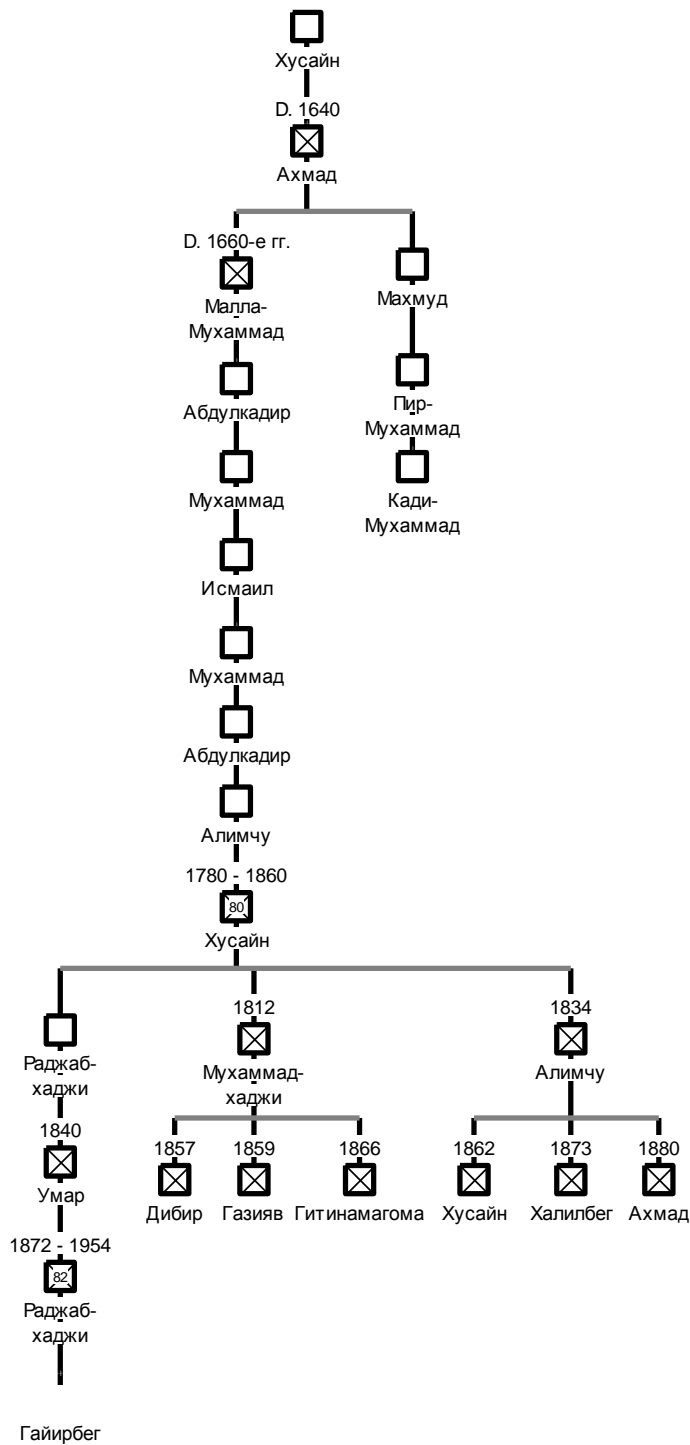 Хусайн
D. 1640
Ахмад
D. 1660-е гг.
Малла-
Мухаммад
Махмуд
Абдулкадир
Пир-
Мухаммад
Мухаммад
Кади-
Мухаммад
Исмаил
Мухаммад
Абдулкадир
Алимчу
1780 - 1860
80
Хусайн
Раджаб-
хаджи
1812
Мухаммад-
хаджи
1834
Алимчу
1840
Умар
1857
Дибир
1859
Газияв
1866
Гитинамагома
1862
Хусайн
1873
Халилбег
1880
Ахмад
1872 - 1954
82
Раджаб-
хаджи
Гайирбег